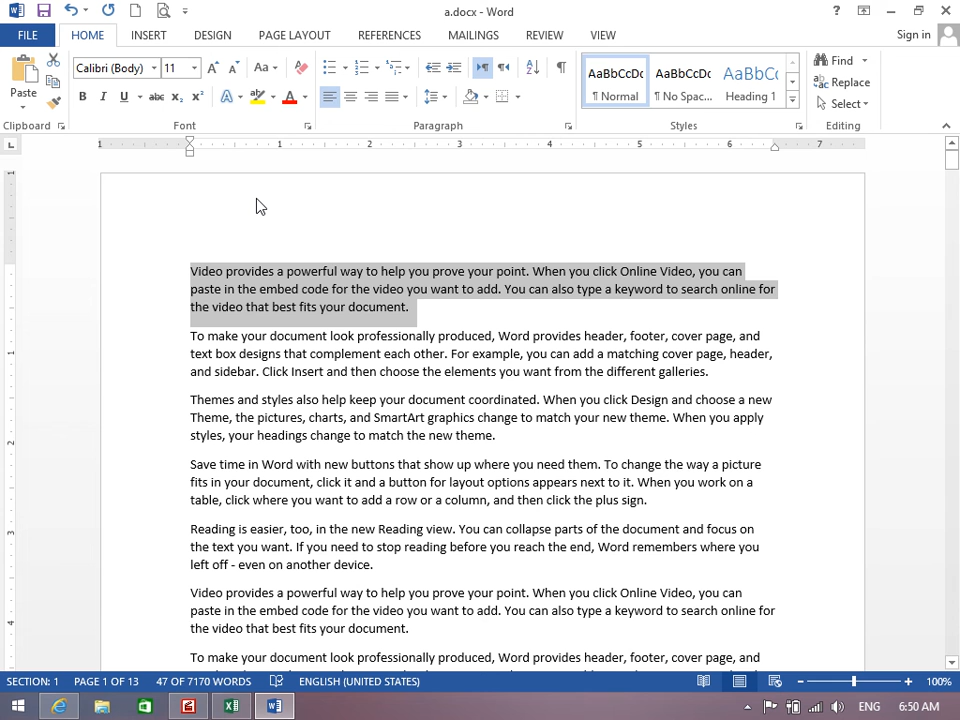 a.docx - Word
?
FILE
HOME
INSERT
DESIGN
PAGE LAYOUT
REFERENCES
MAILINGS
REVIEW
VIEW
Sign in
Paste
Calibri (Body)
11
Aa
B I U abc X₂ X²
A
ab
A
AaBbCcDc
¶ Normal
AaBbCcDc
¶ No Spac...
AaBbCc
Heading 1
Find
Replace
Select
Clipboard
Font
Paragraph
Styles
Editing
1 1 2 3 4 5 6 7
Video provides a powerful way to help you prove your point. When you click Online Video, you can
paste in the embed code for the video you want to add. You can also type a keyword to search online for
the video that best fits your document.
To make your document look professionally produced, Word provides header, footer, cover page, and
text box designs that complement each other. For example, you can add a matching cover page, header,
and sidebar. Click Insert and then choose the elements you want from the different galleries.
Themes and styles also help keep your document coordinated. When you click Design and choose a new
Theme, the pictures, charts, and SmartArt graphics change to match your new theme. When you apply
styles, your headings change to match the new theme.
Save time in Word with new buttons that show up where you need them. To change the way a picture
fits in your document, click it and a button for layout options appears next to it. When you work on a
table, click where you want to add a row or a column, and then click the plus sign.
Reading is easier, too, in the new Reading view. You can collapse parts of the document and focus on
the text you want. If you need to stop reading before you reach the end, Word remembers where you
left off - even on another device.
Video provides a powerful way to help you prove your point. When you click Online Video, you can
paste in the embed code for the video you want to add. You can also type a keyword to search online for
the video that best fits your document.
To make your document look professionally produced, Word provides header, footer, cover page, and
SECTION: 1
PAGE 1 OF 13
47 OF 7170 WORDS
ENGLISH (UNITED STATES)
100%
ENG
6:50 AM